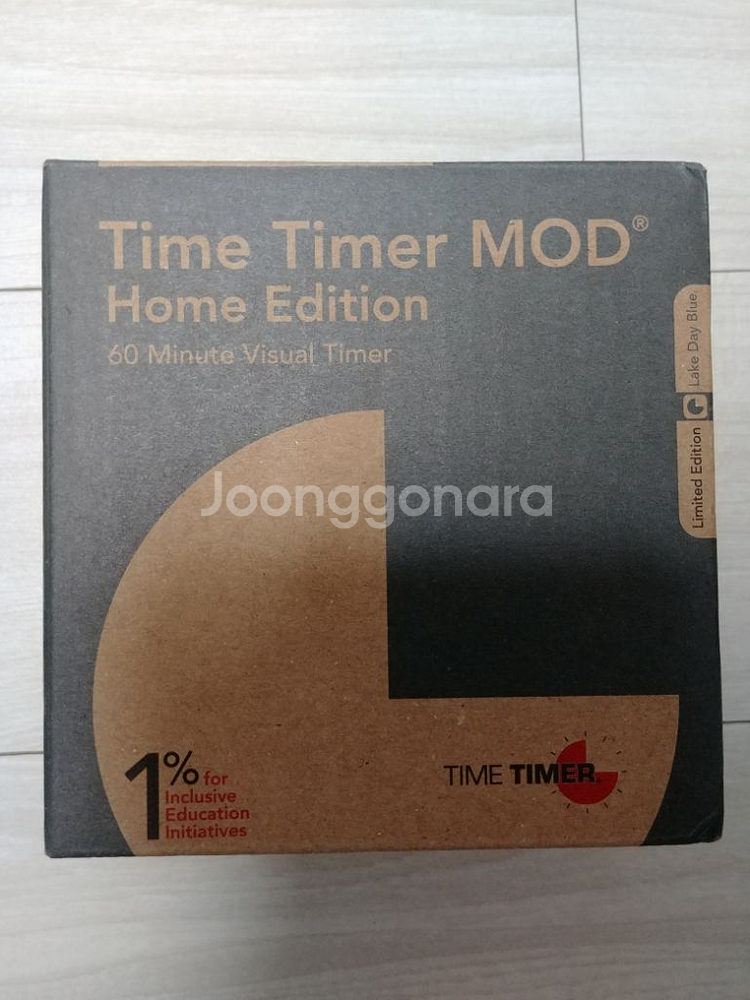 Time Timer MOD®
Home Edition
60 Minute Visual Timer
Lake Day Blue
Limited Edition
Joonggonara
1% for
Inclusive
Education
Initiatives
TIME TIMER®